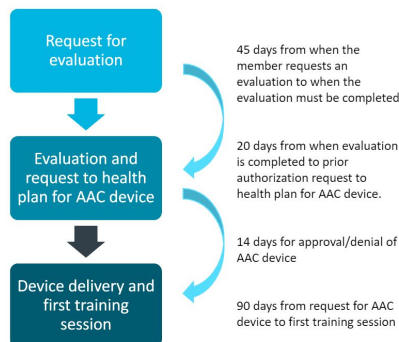 Request for
evaluation
45 days from when the
member requests an
evaluation to when the
evaluation must be completed
Evaluation and
request to health
plan for AAC device
20 days from when evaluation
is completed to prior
authorization request to
health plan for AAC device.
14 days for approval/denial of
AAC device
Device delivery and
first training
session
90 days from request for AAC
device to first training session